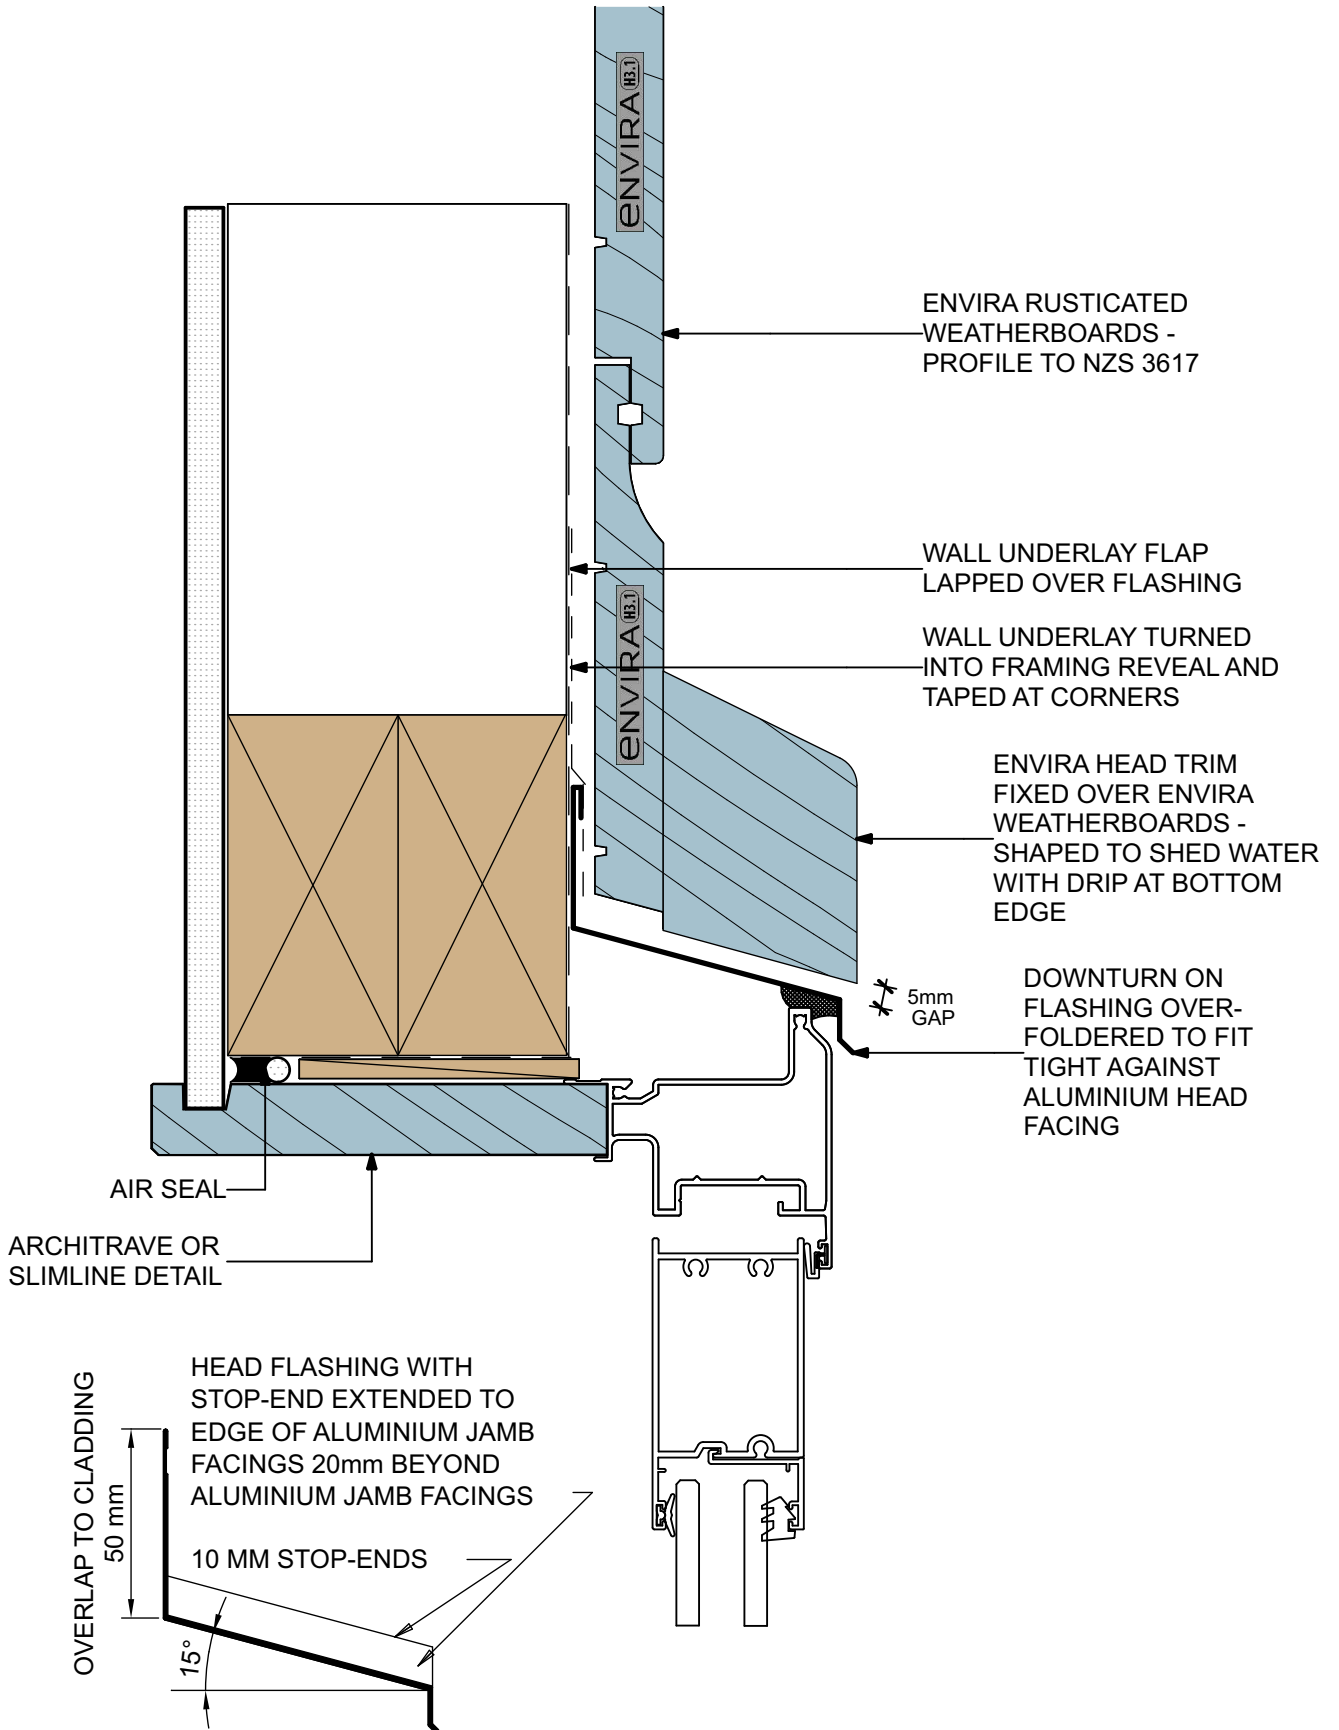 eNVIRA H3.1
ENVIRA RUSTICATED
WEATHERBOARDS -
PROFILE TO NZS 3617
WALL UNDERLAY FLAP
LAPPED OVER FLASHING
eNVIRA H3.1
WALL UNDERLAY TURNED
INTO FRAMING REVEAL AND
TAPED AT CORNERS
ENVIRA HEAD TRIM
FIXED OVER ENVIRA
WEATHERBOARDS -
SHAPED TO SHED WATER
WITH DRIP AT BOTTOM
EDGE
5mm
GAP
DOWNTURN ON
FLASHING OVER-
FOLDERED TO FIT
TIGHT AGAINST
ALUMINIUM HEAD
FACING
AIR SEAL
ARCHITRAVE OR
SLIMLINE DETAIL
HEAD FLASHING WITH
STOP-END EXTENDED TO
EDGE OF ALUMINIUM JAMB
FACINGS 20mm BEYOND
ALUMINIUM JAMB FACINGS
10 MM STOP-ENDS
OVERLAP TO CLADDING
50 mm
15°